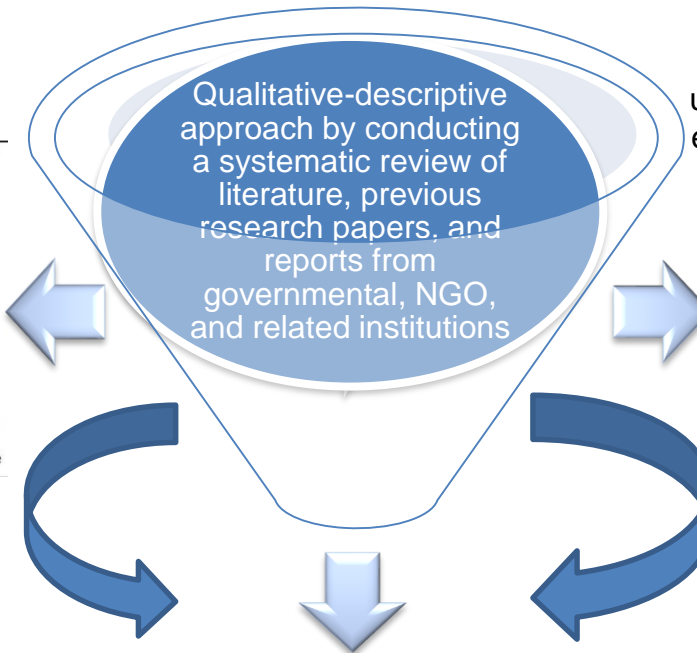 Qualitative-descriptive
approach by conducting
a systematic review of
literature, previous
research papers, and
reports from
governmental, NGO,
and related institutions